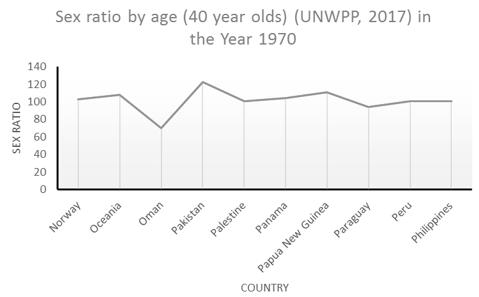 Sex ratio by age (40 year olds) (UNWPP, 2017) in
the Year 1970
140
120
100
80
60
40
20
0
SEX RATIO
Norway
Oceania
Oman
Pakistan
Palestine
Panama
Papua New Guinea
Paraguay
Peru
Philippines
COUNTRY